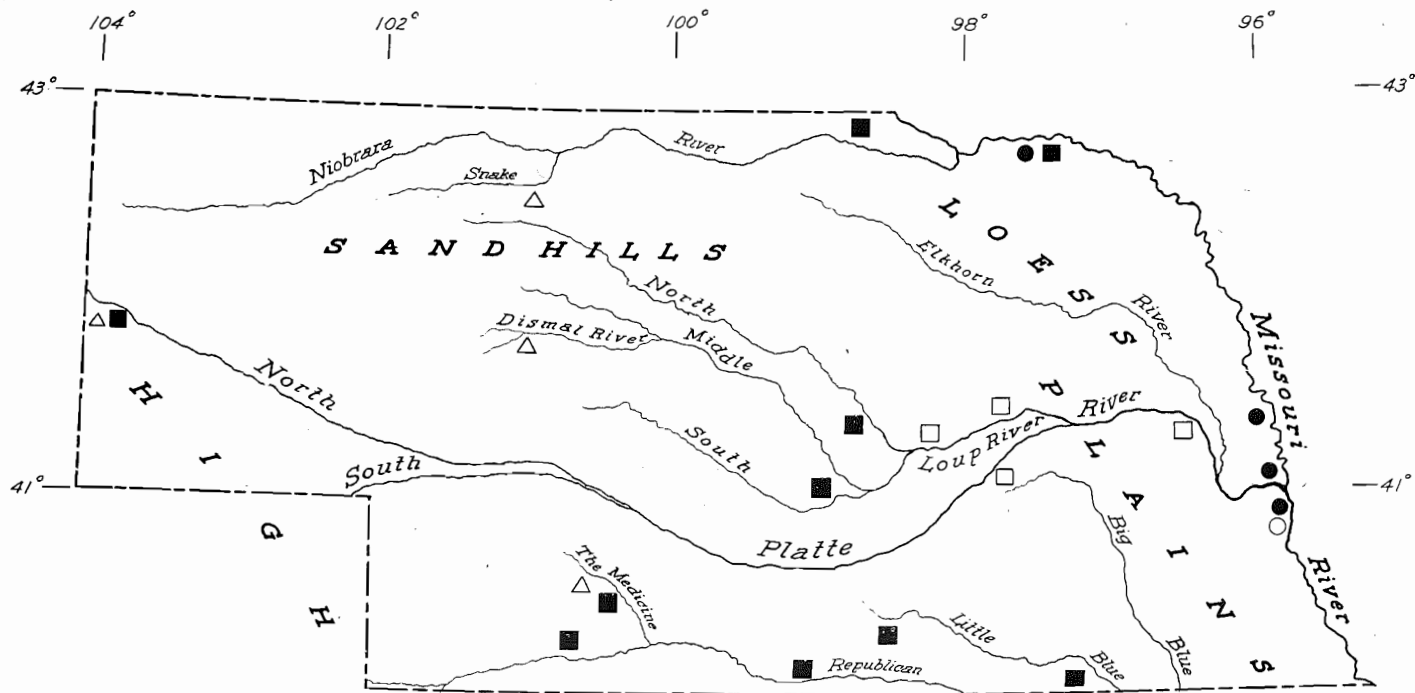 104° 102° 100° 98° 96°
43° 43°
Niobrara River
Snake
SANDHILLS
LOESS PLAINS
Elkhorn River
North
Middle
Dismal River
South
Loup River
Missouri River
North
South
Platte River
41° 41°
HIGH
The Medicine
Republican
Little Blue
Big Blue